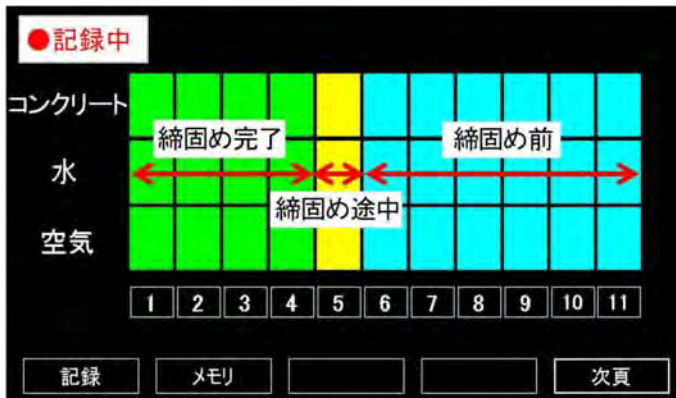 ●記録中
コンクリート
締固め完了
締固め前
水
締固め途中
空気
1 2 3 4 5 6 7 8 9 10 11
記録 メモリ 次頁